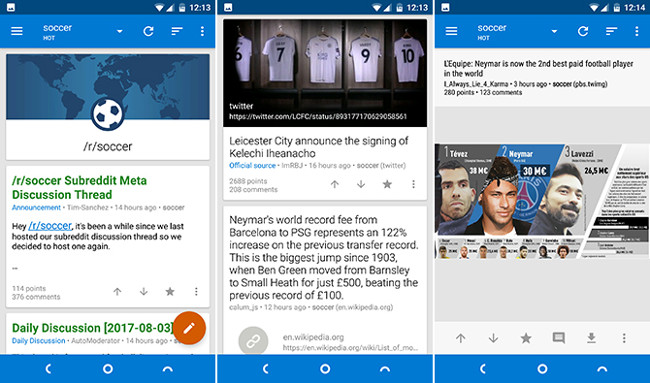 12:13
soccer
HOT
/r/soccer
/r/soccer Subreddit Meta
Discussion Thread
Announcement • Tim-Sanchez • 14 hours ago • soccer
Hey /r/soccer, it's been a while since we last
hosted our subreddit discussion thread so we
decided to host one again.
...
114 points
376 comments
Daily Discussion [2017-08-03]
Daily Discussion • AutoModerator • 14 hours ago •
12:13
soccer
HOT
6
7
9
10
twitter
https://twitter.com/LCFC/status/893177170629058561
Leicester City announce the signing of
Kelechi Iheanacho
Official source • ImRBJ • 16 hours ago • soccer (twitter)
2688 points
208 comments
Neymar's world record fee from
Barcelona to PSG represents an 122%
increase on the previous transfer record.
This is the biggest jump since 1903,
when Ben Green moved from Barnsley
to Small Heath for just £500, beating the
previous record of £100.
calum_js • 12 hours ago • soccer (en.wikipedia.org)
en.wikipedia.org
https://en.wikipedia.org/wiki/List_of_mo...
12:14
soccer
HOT
L'Equipe: Neymar is now the 2nd best paid football player
in the world
I_Always_Lie_4_Karma • 3 hours ago • soccer (pbs.twimg)
280 points • 123 comments
1 Tévez
2 Neymar
3 Lavezzi
38 M€
30 M€
26,5 M€